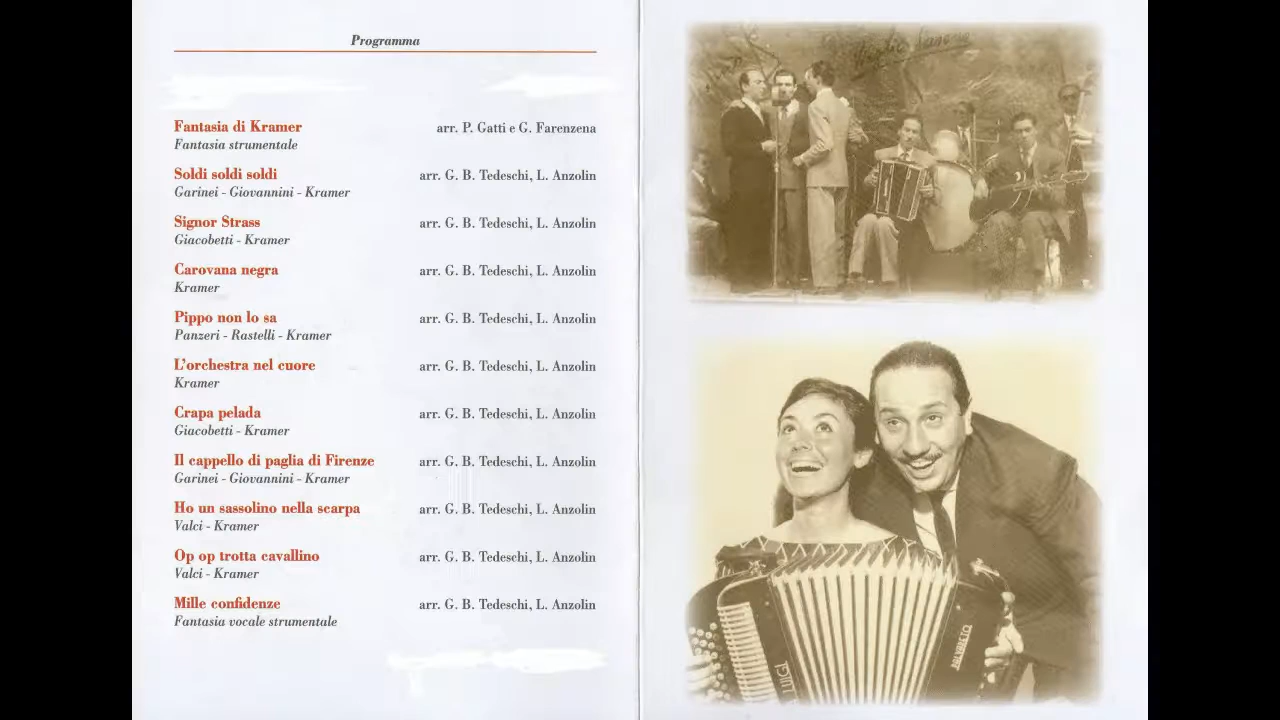 Programma
Fantasia di Kramer arr. P. Gatti e G. Farenzena
Fantasia strumentale
Soldi soldi soldi arr. G. B. Tedeschi, L. Anzolin
Garinei - Giovannini - Kramer
Signor Strass arr. G. B. Tedeschi, L. Anzolin
Giacobetti - Kramer
Carovana negra arr. G. B. Tedeschi, L. Anzolin
Kramer
Pippo non lo sa arr. G. B. Tedeschi, L. Anzolin
Panzeri - Rastelli - Kramer
L'orchestra nel cuore arr. G. B. Tedeschi, L. Anzolin
Kramer
Crapa pelada arr. G. B. Tedeschi, L. Anzolin
Giacobetti - Kramer
Il cappello di paglia di Firenze arr. G. B. Tedeschi, L. Anzolin
Garinei - Giovannini - Kramer
Ho un sassolino nella scarpa arr. G. B. Tedeschi, L. Anzolin
Valci - Kramer
Op op trotta cavallino arr. G. B. Tedeschi, L. Anzolin
Valci - Kramer
Mille confidenze arr. G. B. Tedeschi, L. Anzolin
Fantasia vocale strumentale
LUIGI